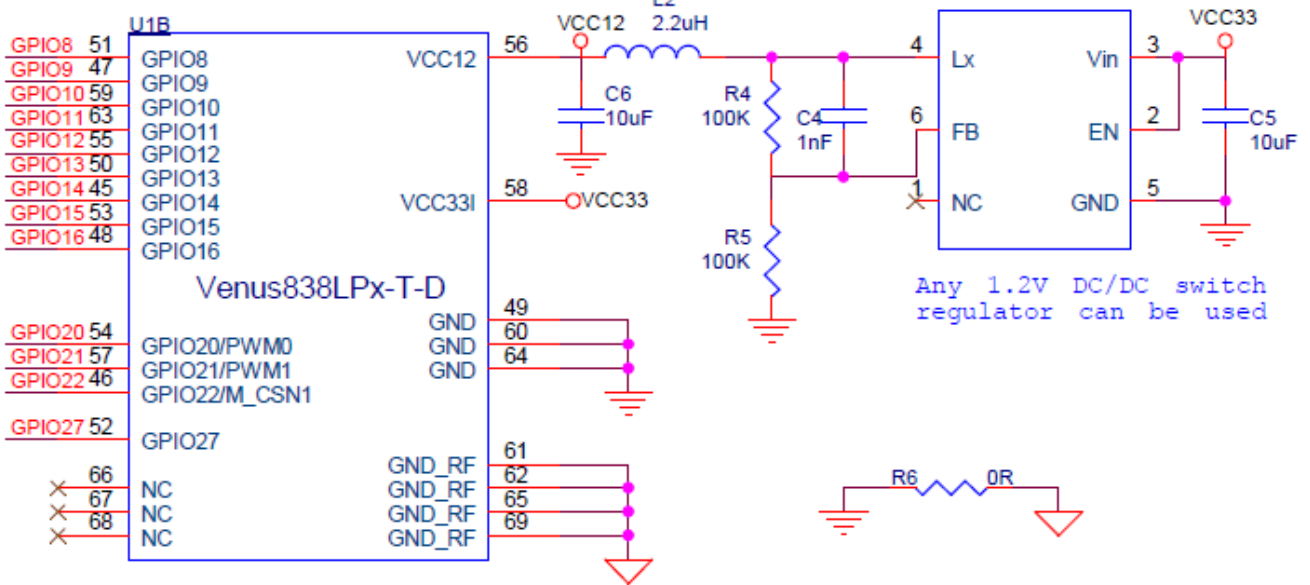 L2
2.2uH
VCC12
VCC33
U1B
GPIO8 51 GPIO8
GPIO9 47 GPIO9
GPIO10 59 GPIO10
GPIO11 63 GPIO11
GPIO12 55 GPIO12
GPIO13 50 GPIO13
GPIO14 45 GPIO14
GPIO15 53 GPIO15
GPIO16 48 GPIO16
VCC12 56
C6
10uF
VCC33I 58 VCC33
Venus838LPx-T-D
GPIO20 54 GPIO20/PWM0
GPIO21 57 GPIO21/PWM1
GPIO22 46 GPIO22/M_CSN1
GPIO27 52 GPIO27
66 NC
67 NC
68 NC
GND 49
GND 60
GND 64
GND_RF 61
GND_RF 62
GND_RF 65
GND_RF 69
R4
100K
C4
1nF
R5
100K
4 Lx
6 FB
1 NC
Vin 3
EN 2
GND 5
C5
10uF
Any 1.2V DC/DC switch
regulator can be used
R6 0R